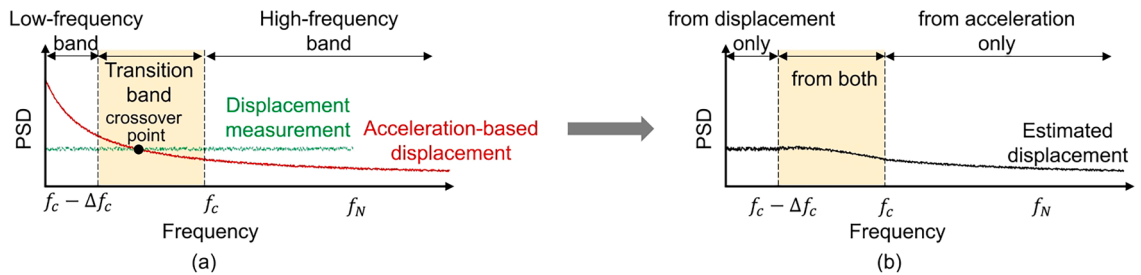 Low-frequency
band
High-frequency
band
Transition
band
crossover
point
Displacement
measurement
Acceleration-based
displacement
PSD
f_c − Δf_c
f_c
f_N
Frequency
(a)
from displacement
only
from acceleration
only
from both
Estimated
displacement
PSD
f_c − Δf_c
f_c
f_N
Frequency
(b)